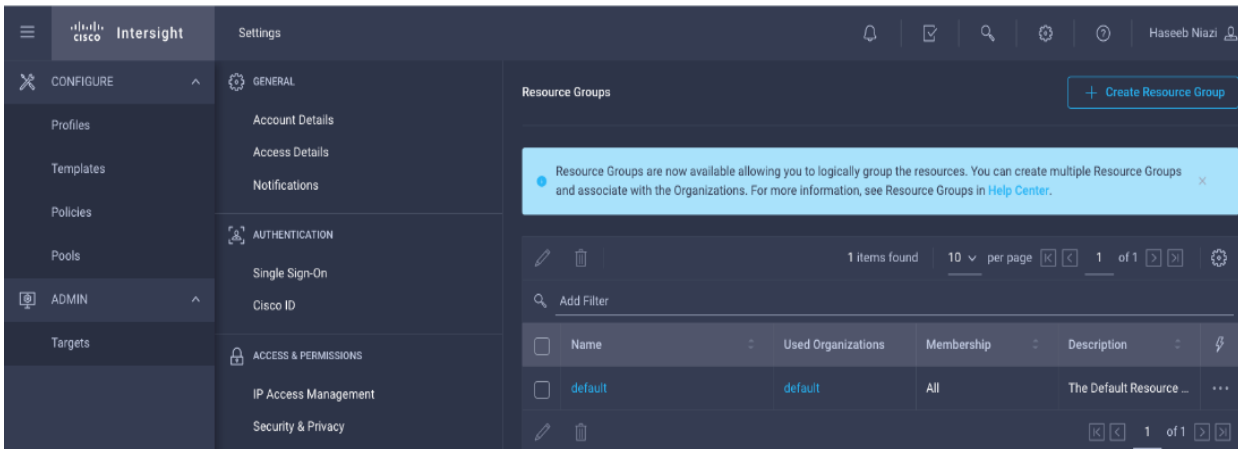 CISCO Intersight
Settings
Haseeb Niazi
CONFIGURE
Profiles
Templates
Policies
Pools
ADMIN
Targets
GENERAL
Account Details
Access Details
Notifications
AUTHENTICATION
Single Sign-On
Cisco ID
ACCESS & PERMISSIONS
IP Access Management
Security & Privacy
Resource Groups
+ Create Resource Group
Resource Groups are now available allowing you to logically group the resources. You can create multiple Resource Groups
and associate with the Organizations. For more information, see Resource Groups in Help Center.
1 items found 10 per page 1 of 1
Add Filter
Name Used Organizations Membership Description
default default All The Default Resource ...
1 of 1